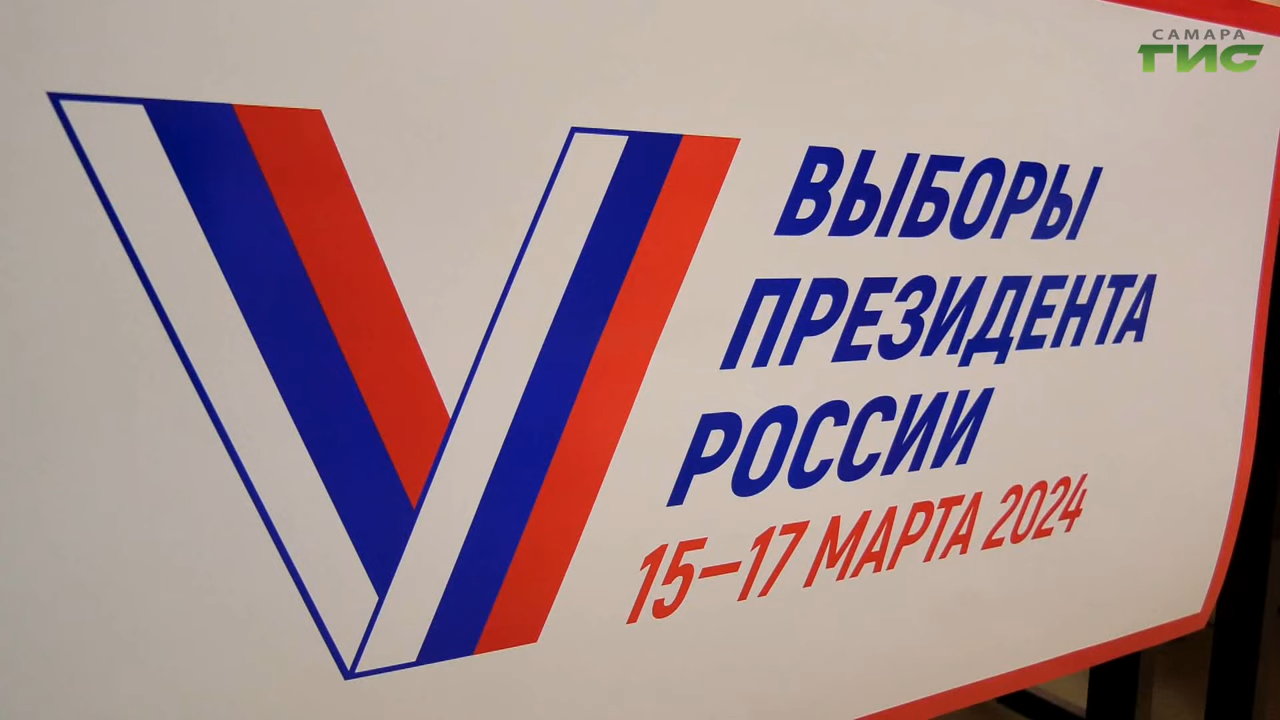 САМАРА
ГИС
ВЫБОРЫ
ПРЕЗИДЕНТА
РОССИИ
15–17 МАРТА 2024